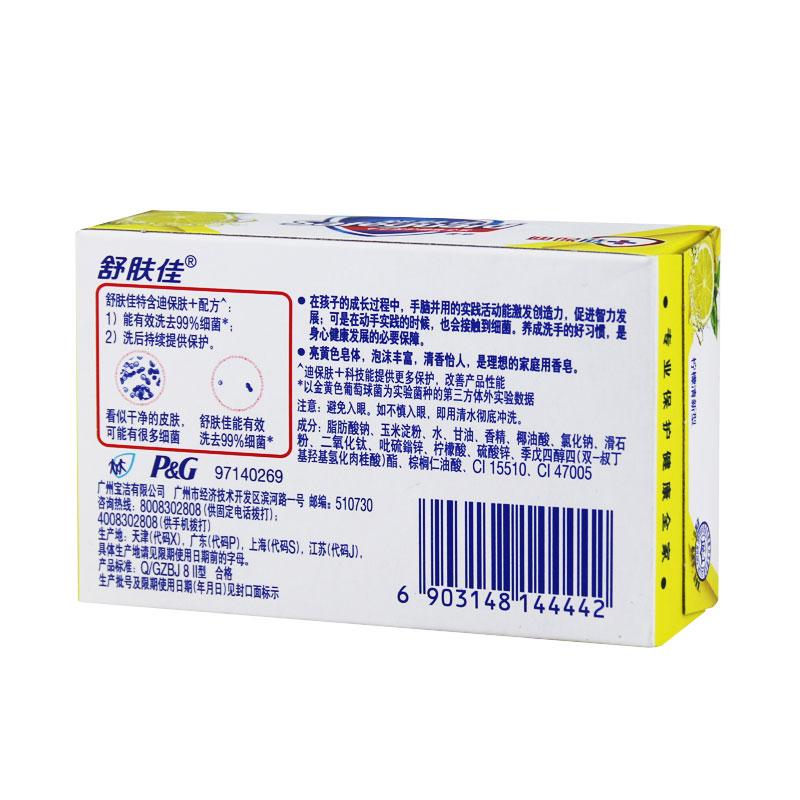 舒肤佳®
舒肤佳特含迪保肤+配方^:
1) 能有效洗去99%细菌*;
2) 洗后持续提供保护。
看似干净的皮肤,
可能有很多细菌
舒肤佳能有效
洗去99%细菌*
● 在孩子的成长过程中，手脑并用的实践活动能激发创造力，促进智力发
展；可是在动手实践的时候，也会接触到细菌。养成洗手的好习惯，是
身心健康发展的必要保障。
● 亮黄色皂体，泡沫丰富，清香怡人，是理想的家庭用香皂。
^迪保肤+科技能提供更多保护，改善产品性能
*以金黄色葡萄球菌为实验菌种的第三方体外实验数据
注意：避免入眼。如不慎入眼，即用清水彻底冲洗。
成分：脂肪酸钠、玉米淀粉、水、甘油、香精、椰油酸、氯化钠、滑石
粉、二氧化钛、吡硫鎓锌、柠檬酸、硫酸锌、季戊四醇四(双-叔丁
基羟基氢化肉桂酸)酯、棕榈仁油酸、CI 15510、CI 47005
P&G 97140269
广州宝洁有限公司 广州市经济技术开发区滨河路一号 邮编: 510730
咨询热线: 8008302808 (供固定电话拨打);
4008302808 (供手机拨打)
生产地: 天津(代码X), 广东(代码P), 上海(代码S), 江苏(代码J),
具体生产地请见限期使用日期前的字母。
产品标准: Q/GZBJ 8 II型 合格
生产批号及限期使用日期(年月日)见封口面标示
6 903148 144442
专业保护健康全家